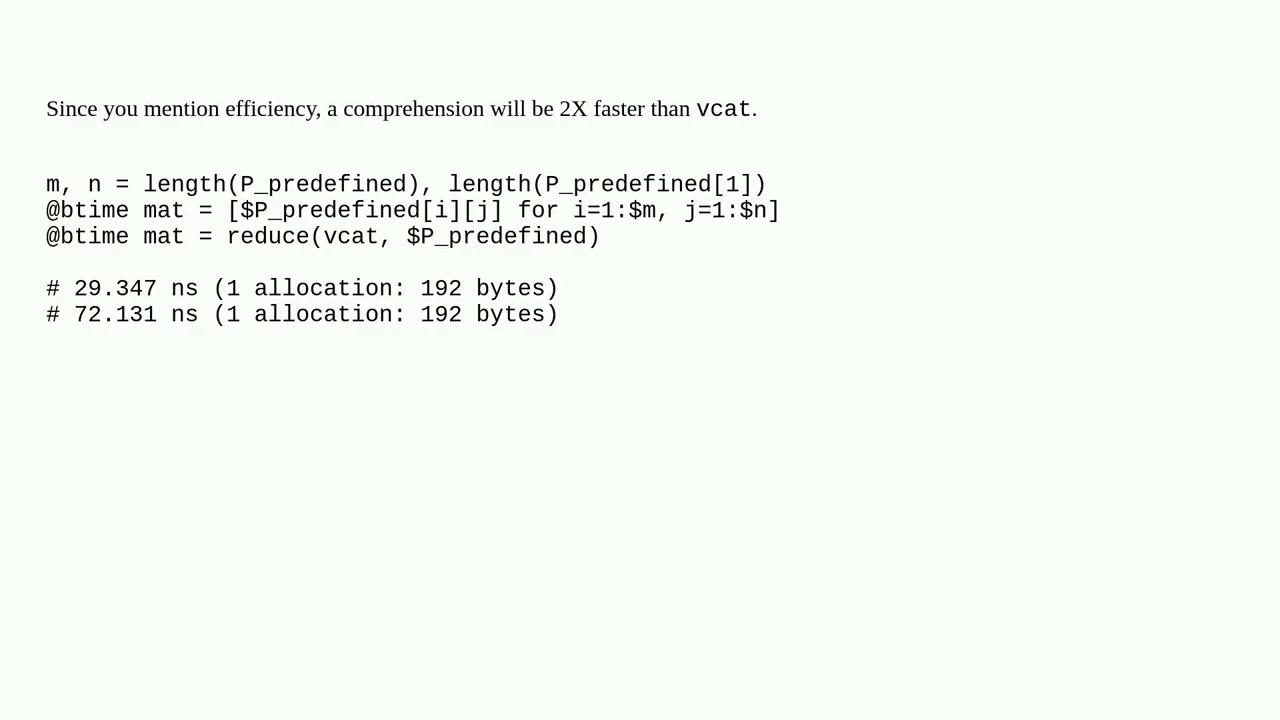 Since you mention efficiency, a comprehension will be 2X faster than vcat.
m, n = length(P_predefined), length(P_predefined[1])
@btime mat = [$P_predefined[i][j] for i=1:$m, j=1:$n]
@btime mat = reduce(vcat, $P_predefined)
# 29.347 ns (1 allocation: 192 bytes)
# 72.131 ns (1 allocation: 192 bytes)